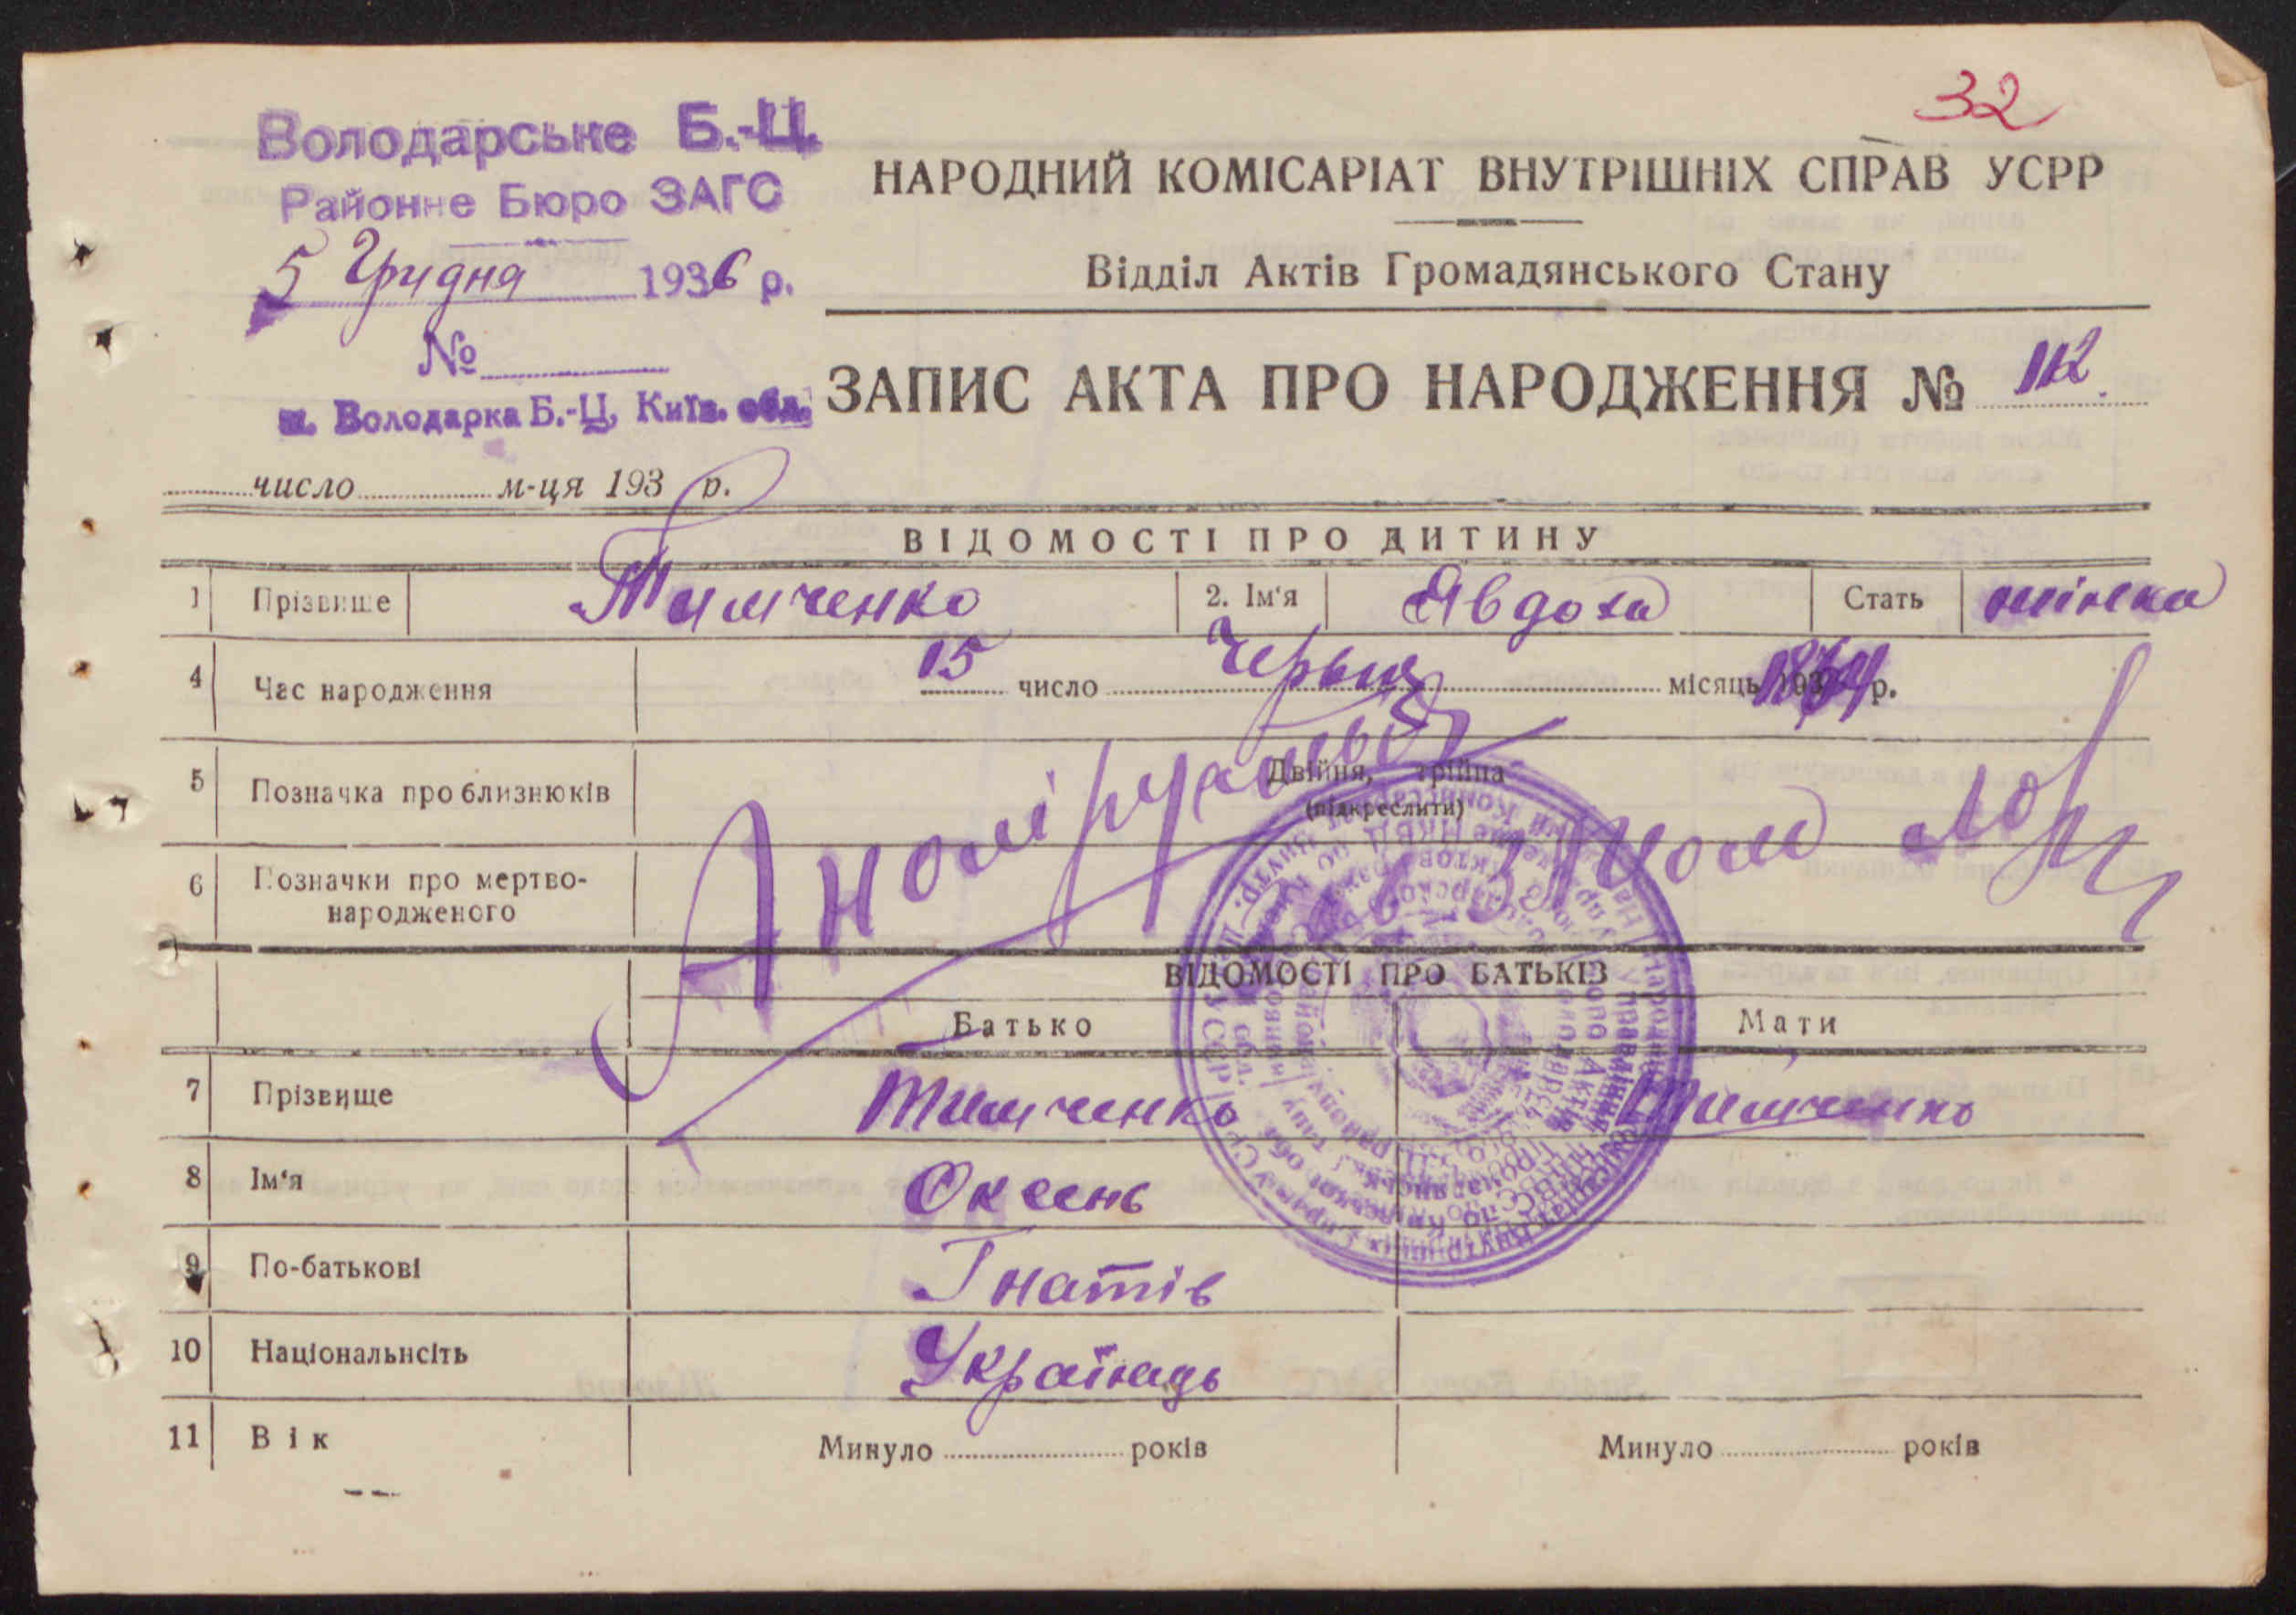 32
Володарське Б.-Ц.
Районне Бюро ЗАГС
5 Грудня 1936 р.
№
м. Володарка Б.-Ц, Київ. обл.
НАРОДНИЙ КОМІСАРІАТ ВНУТРІШНІХ СПРАВ УСРР
Відділ Актів Громадянського Стану
ЗАПИС АКТА ПРО НАРОДЖЕННЯ № 112
число м-ця 193 р.
ВІДОМОСТІ ПРО ДИТИНУ
1 Прізвище Тимченко 2. Ім'я Явдоха Стать жінка
4 Час народження 15 число Червня місяць р.
5 Позначка про близнюків Двійня, трійня
(підкреслити)
6 Позначки про мертво-
народженого
ВІДОМОСТІ ПРО БАТЬКІВ
Батько Мати
7 Прізвище Тимченко Тимченко
8 Ім'я
9 По-батькові Гнатів
10 Національнсіть Українець
11 Вік Минуло років Минуло років